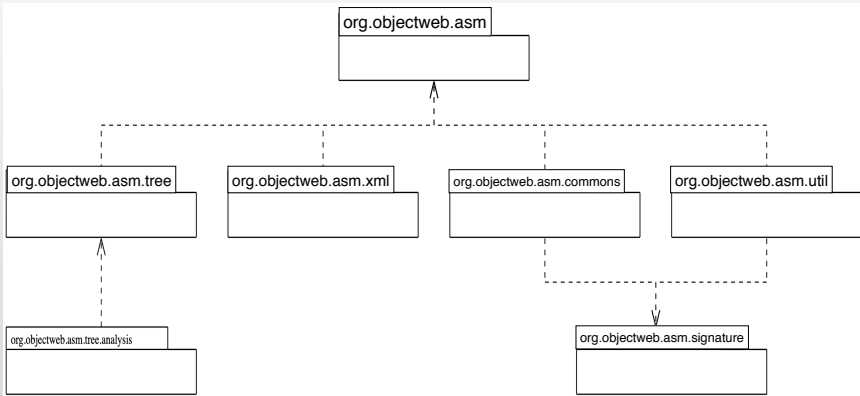 org.objectweb.asm
org.objectweb.asm.tree
org.objectweb.asm.xml
org.objectweb.asm.commons
org.objectweb.asm.util
org.objectweb.asm.tree.analysis
org.objectweb.asm.signature